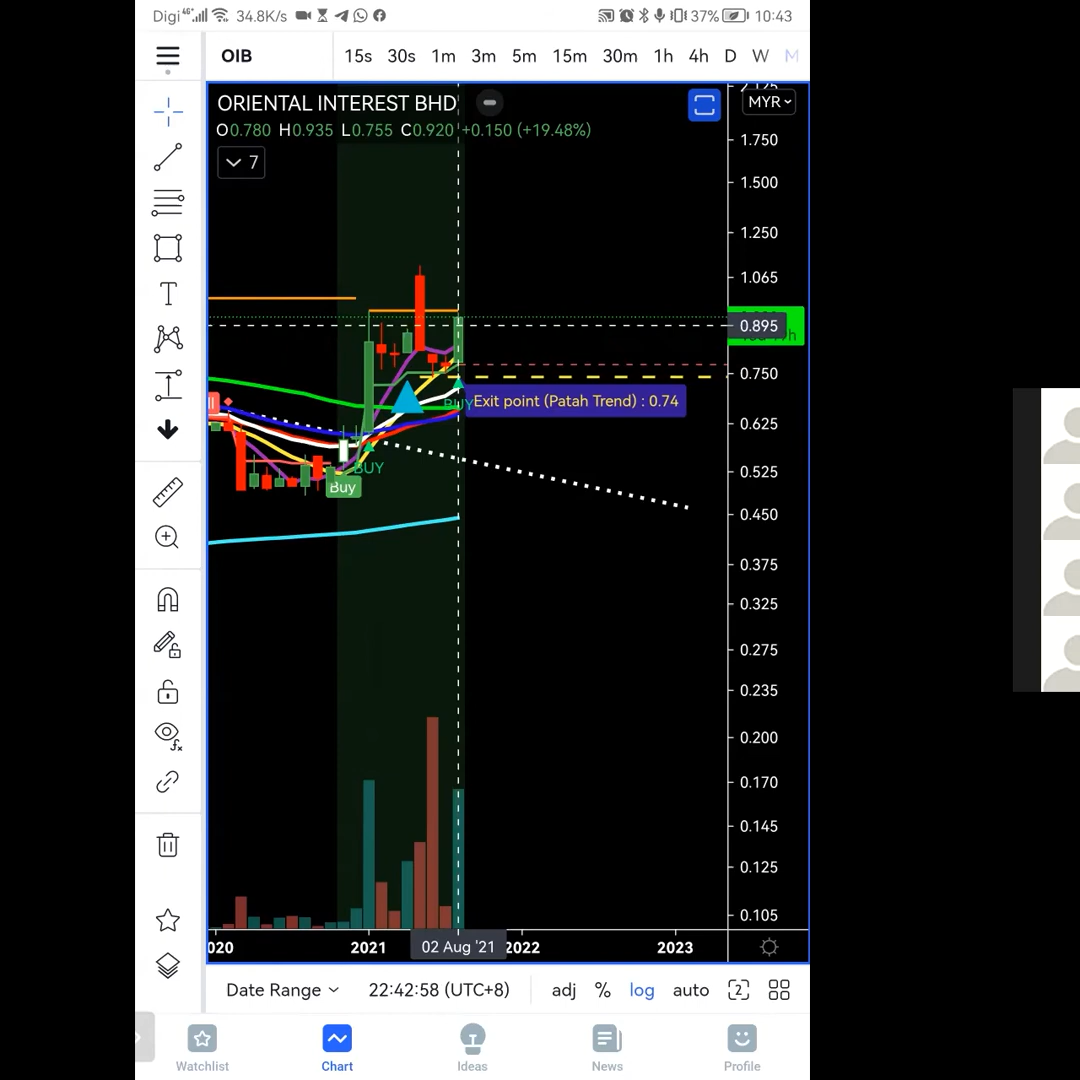 Digi 4G 34.8K/s 37% 10:43
OIB 15s 30s 1m 3m 5m 15m 30m 1h 4h D W M
ORIENTAL INTEREST BHD
MYR
O0.780 H0.935 L0.755 C0.920 +0.150 (+19.48%)
7
2.125
1.750
1.500
1.250
1.065
0.895
0.750
0.625
0.525
0.450
0.375
0.325
0.275
0.235
0.200
0.170
0.145
0.125
0.105
BUY
Exit point (Patah Trend) : 0.74
BUY
Buy
2021 02 Aug '21 2022 2023
Date Range 22:42:58 (UTC+8) adj % log auto 2
Watchlist Chart Ideas News Profile